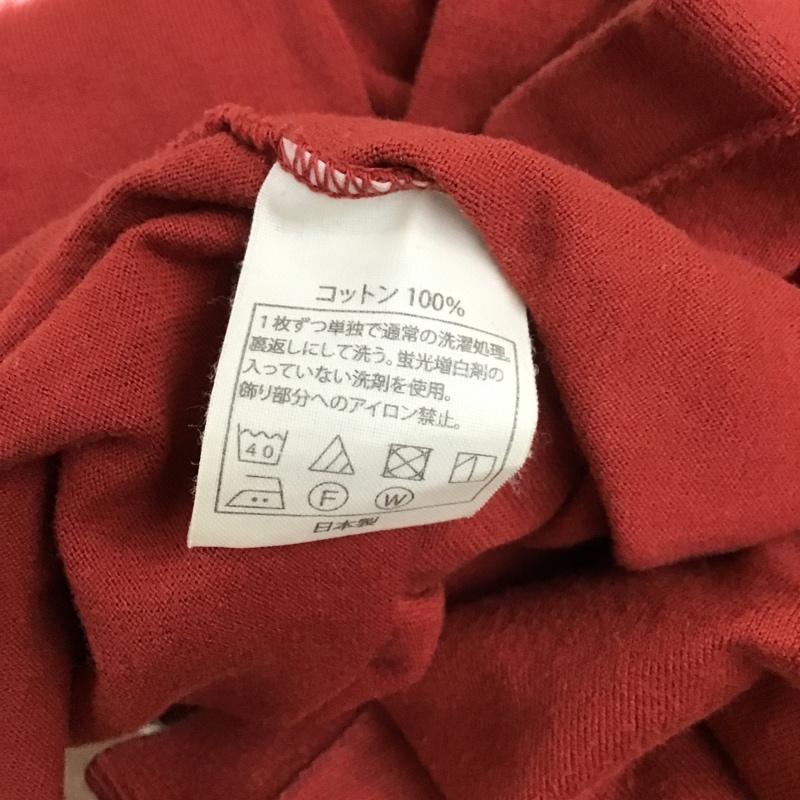 コットン 100%
1枚ずつ単独で通常の洗濯処理。
裏返しにして洗う。蛍光増白剤の
入っていない洗剤を使用。
飾り部分へのアイロン禁止。
40
F W
日本製